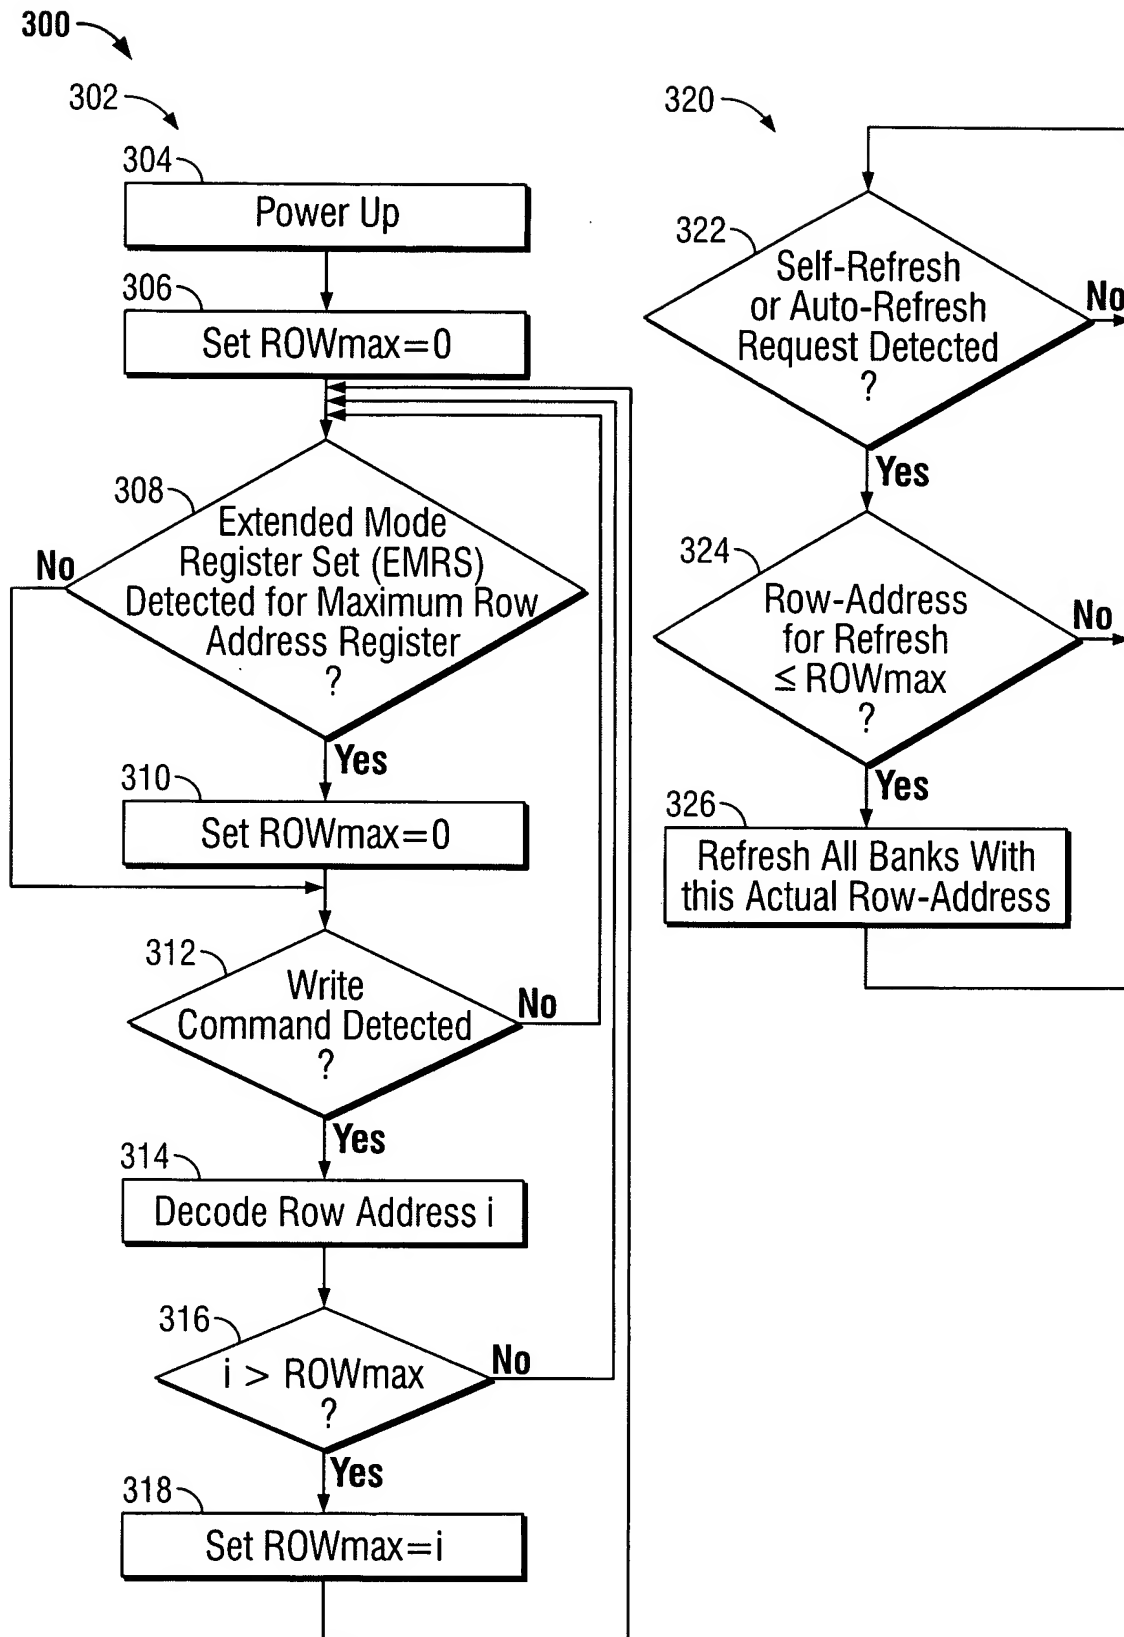 300
302
304
Power Up
306
Set ROWmax=0
308
Extended Mode
Register Set (EMRS)
Detected for Maximum Row
Address Register
?
No
Yes
310
Set ROWmax=0
312
Write
Command Detected
?
No
Yes
314
Decode Row Address i
316
i > ROWmax
?
No
Yes
318
Set ROWmax=i
320
322
Self-Refresh
or Auto-Refresh
Request Detected
?
No
Yes
324
Row-Address
for Refresh
≤ ROWmax
?
No
Yes
326
Refresh All Banks With
this Actual Row-Address